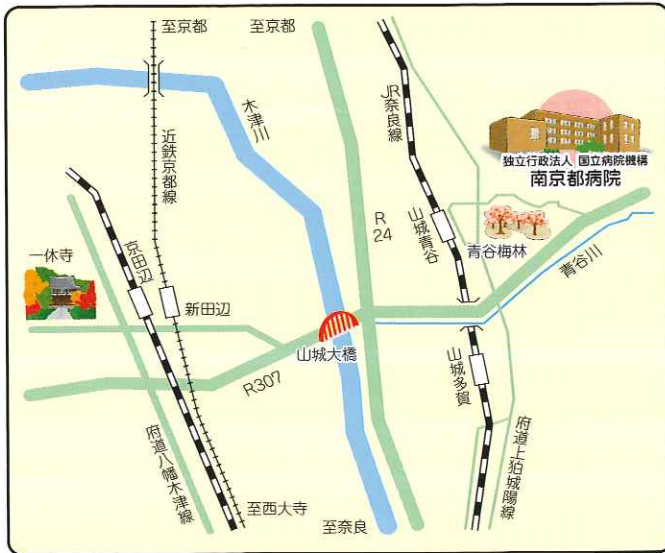 至京都
至京都
木津川
JR奈良線
近鉄京都線
独立行政法人 国立病院機構
南京都病院
山城青谷
R
24
青谷梅林
青谷川
一休寺
京田辺
新田辺
山城大橋
山城多賀
R307
府道八幡木津線
府道上狛城陽線
至西大寺
至奈良